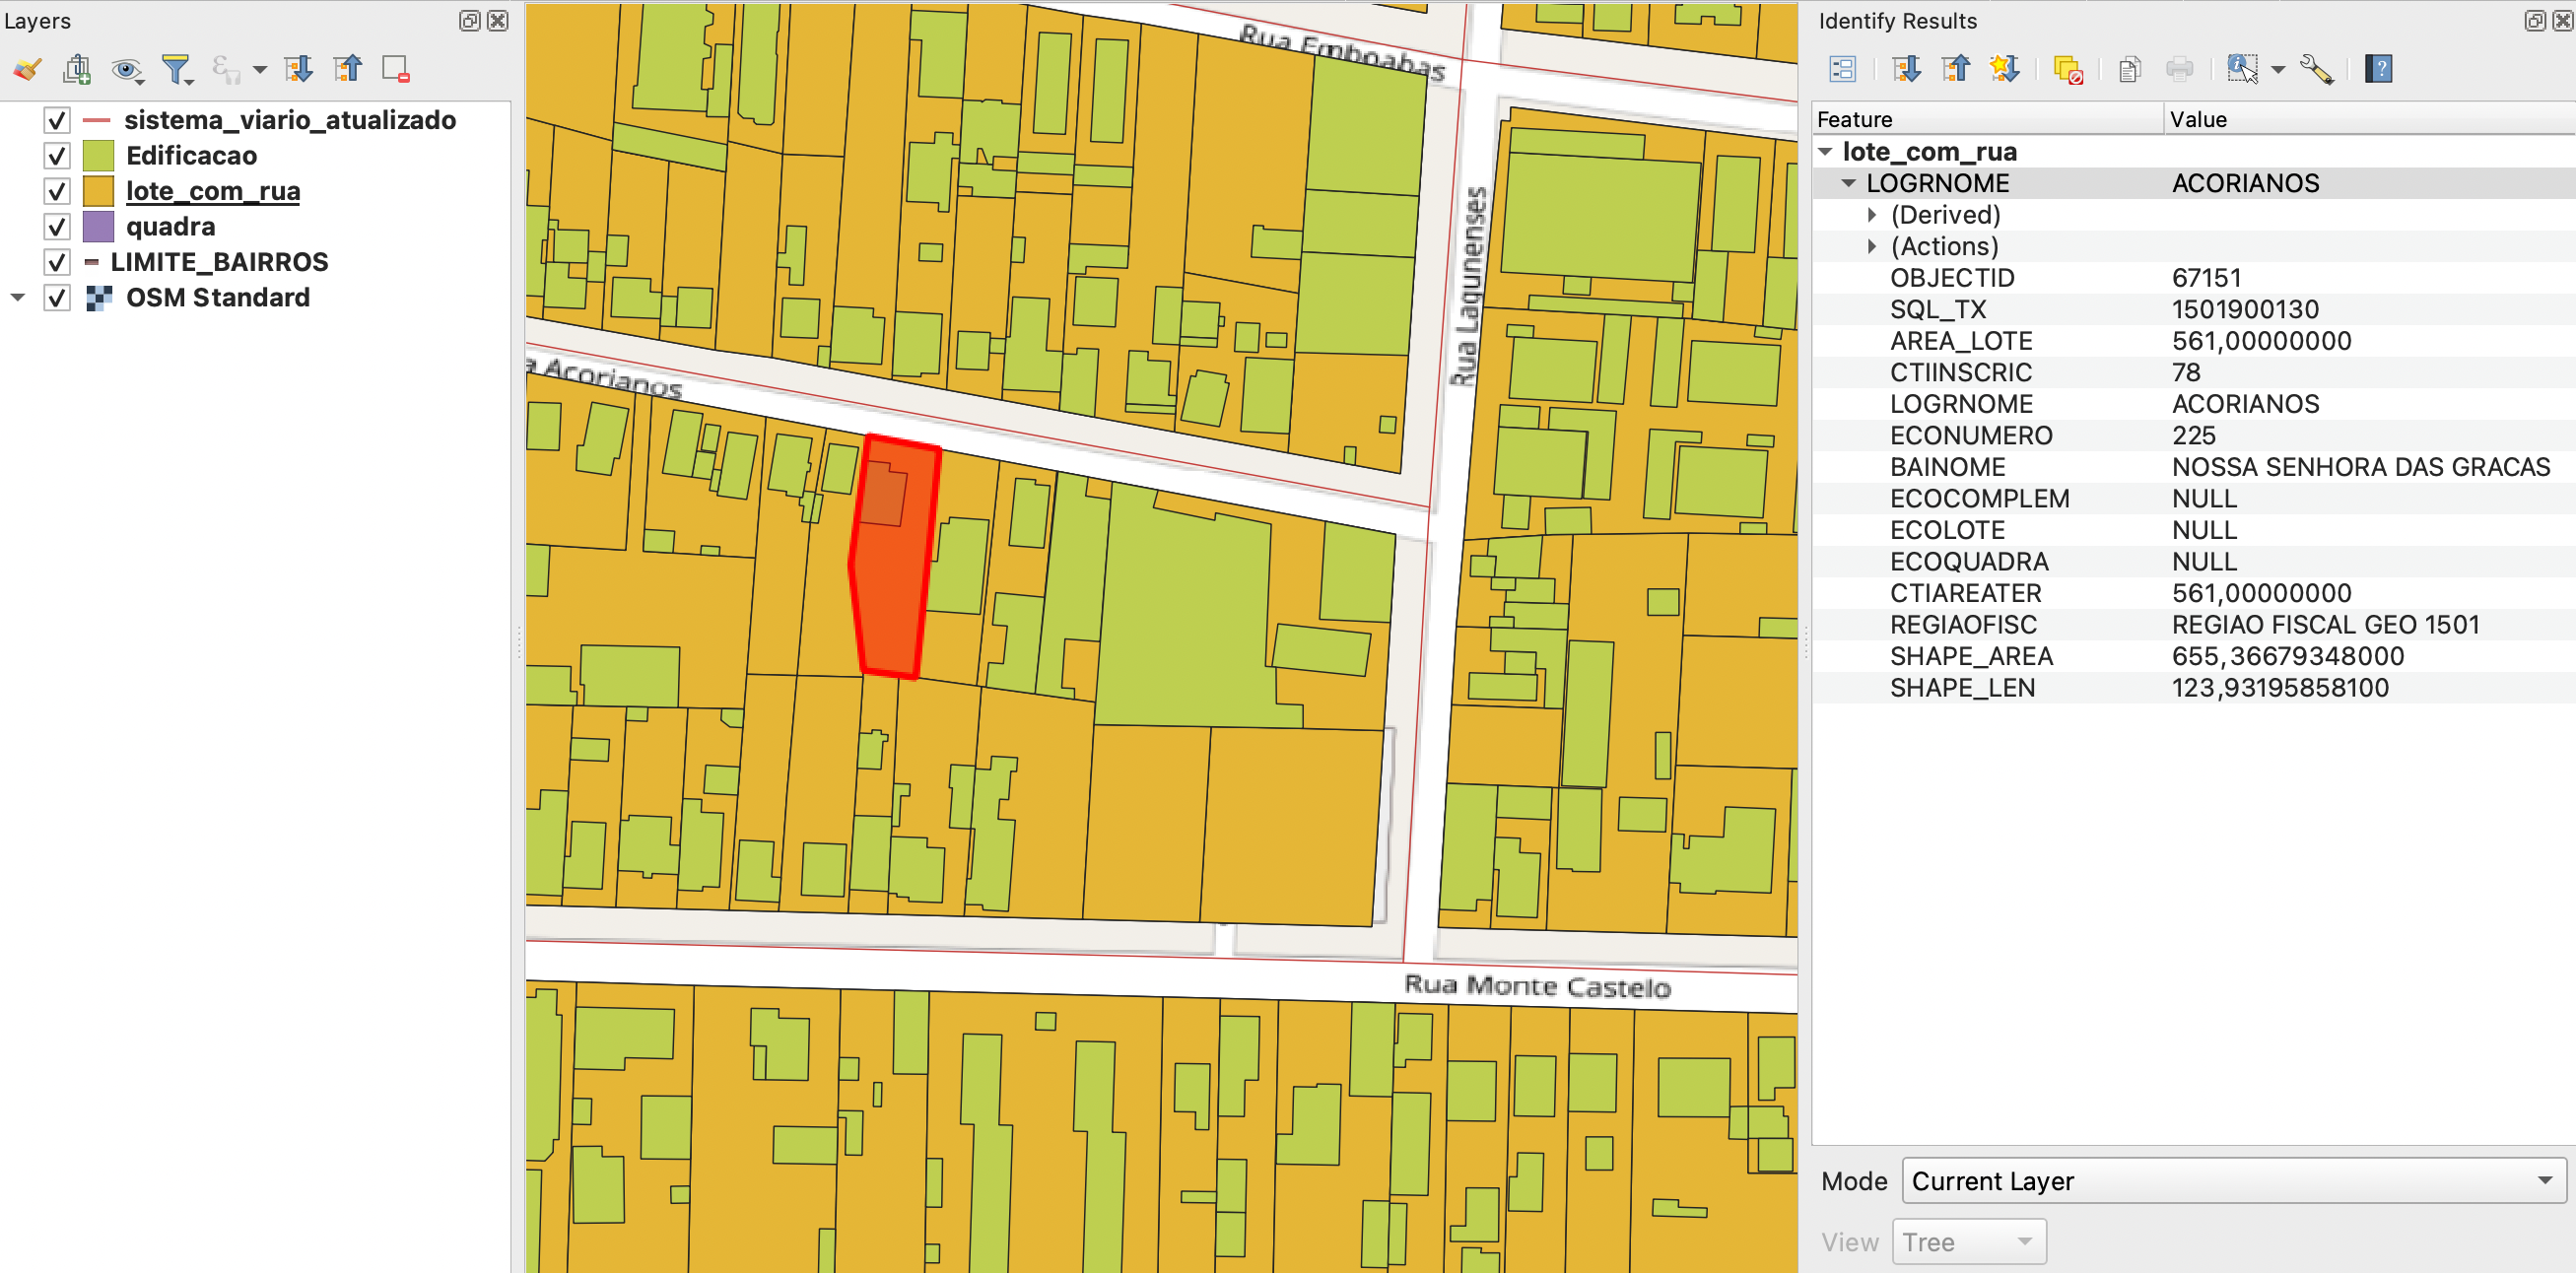 Layers
sistema_viario_atualizado
Edificacao
lote_com_rua
quadra
LIMITE_BAIRROS
OSM Standard
Rua Emboabas
Rua Lagunenses
a Acorianos
Rua Monte Castelo
Identify Results
Feature Value
lote_com_rua
LOGRNOME ACORIANOS
(Derived)
(Actions)
OBJECTID 67151
SQL_TX 1501900130
AREA_LOTE 561,00000000
CTIINSCRIC 78
LOGRNOME ACORIANOS
ECONUMERO 225
BAINOME NOSSA SENHORA DAS GRACAS
ECOCOMPLEM NULL
ECOLOTE NULL
ECOQUADRA NULL
CTIAREATER 561,00000000
REGIAOFISC REGIAO FISCAL GEO 1501
SHAPE_AREA 655,36679348000
SHAPE_LEN 123,93195858100
Mode Current Layer
View Tree